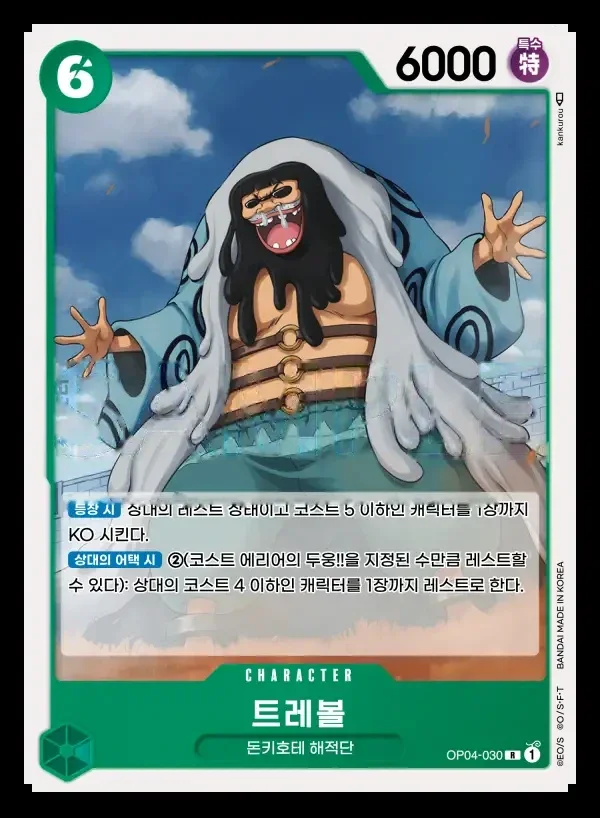 6
6000
특수
特
kankurou
등장 시 상대의 레스트 상태이고 코스트 5 이하인 캐릭터를 1장까지
KO 시킨다.
상대의 어택 시 ②(코스트 에리어의 두웅!!을 지정된 수만큼 레스트할
수 있다): 상대의 코스트 4 이하인 캐릭터를 1장까지 레스트로 한다.
CHARACTER
트레볼
돈키호테 해적단
OP04-030 R 1
©EO/S ©O/S·F·T BANDAI MADE IN KOREA